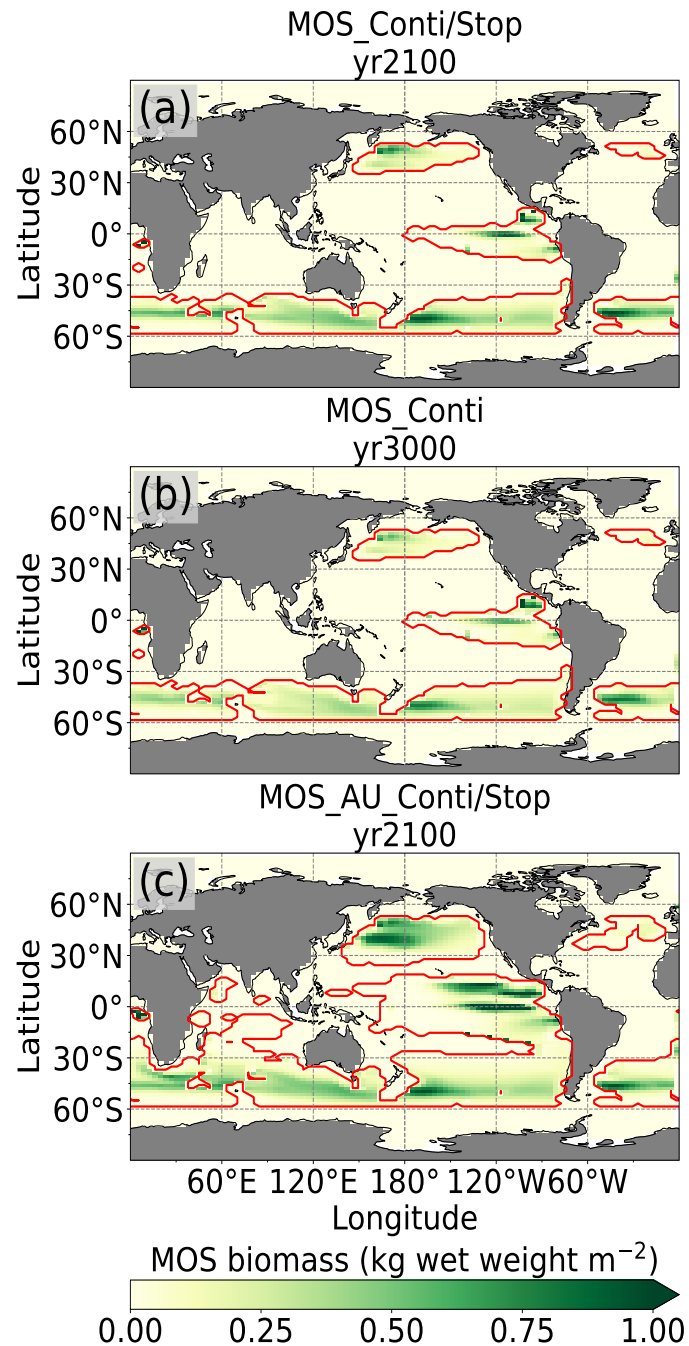 MOS_Conti/Stop
yr2100
(a)
60°N
30°N
0°
30°S
60°S
Latitude
MOS_Conti
yr3000
(b)
60°N
30°N
0°
30°S
60°S
Latitude
MOS_AU_Conti/Stop
yr2100
(c)
60°N
30°N
0°
30°S
60°S
Latitude
60°E 120°E 180° 120°W60°W
Longitude
MOS biomass (kg wet weight m⁻²)
0.00 0.25 0.50 0.75 1.00